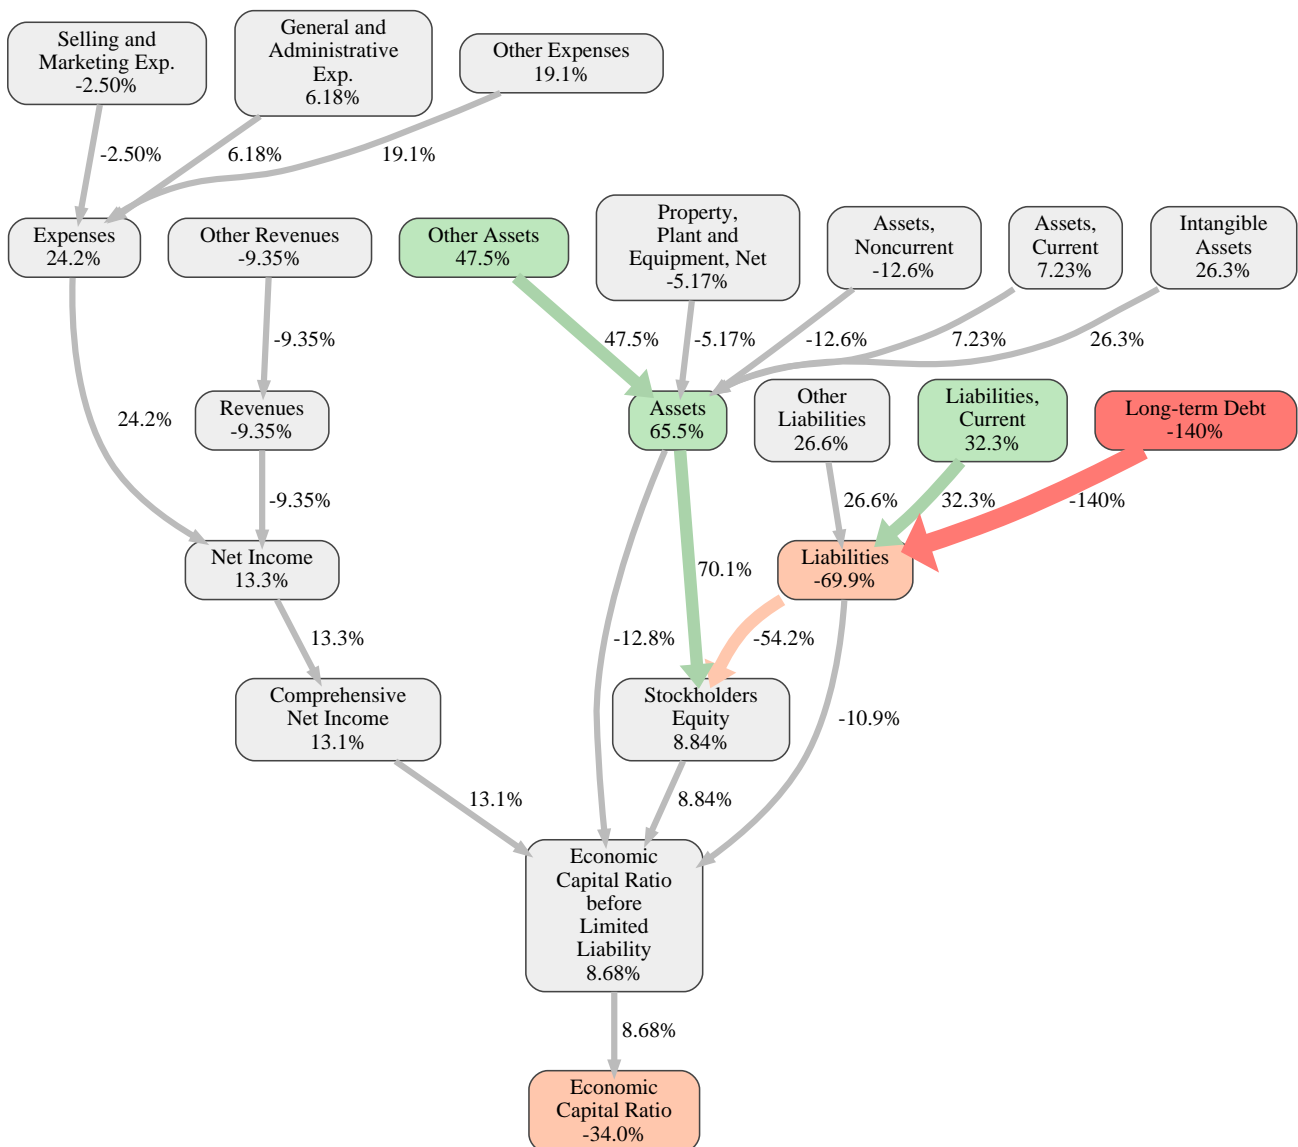 Selling and
Marketing Exp.
-2.50%
General and
Administrative
Exp.
6.18%
Other Expenses
19.1%
-2.50%
6.18%
19.1%
Expenses
24.2%
Other Revenues
-9.35%
Other Assets
47.5%
Property,
Plant and
Equipment, Net
-5.17%
Assets,
Noncurrent
-12.6%
Assets,
Current
7.23%
Intangible
Assets
26.3%
-9.35%
47.5%
-5.17%
-12.6%
7.23%
26.3%
24.2%
Revenues
-9.35%
Assets
65.5%
Other
Liabilities
26.6%
Liabilities,
Current
32.3%
Long-term Debt
-140%
-9.35%
26.6%
32.3%
-140%
Net Income
13.3%
70.1%
Liabilities
-69.9%
13.3%
-12.8%
-54.2%
Comprehensive
Net Income
13.1%
Stockholders
Equity
8.84%
-10.9%
13.1%
8.84%
Economic
Capital Ratio
before
Limited
Liability
8.68%
8.68%
Economic
Capital Ratio
-34.0%